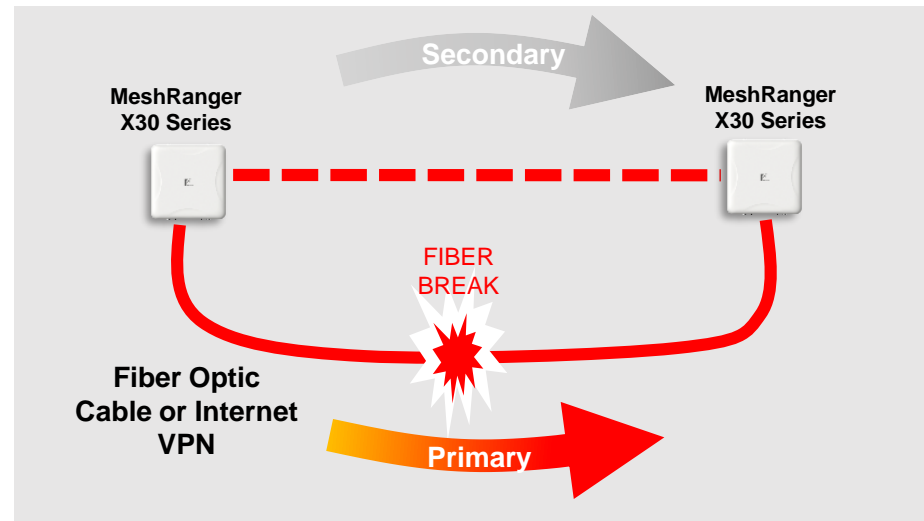 Secondary
MeshRanger
X30 Series
MeshRanger
X30 Series
FIBER
BREAK
Fiber Optic
Cable or Internet
VPN
Primary